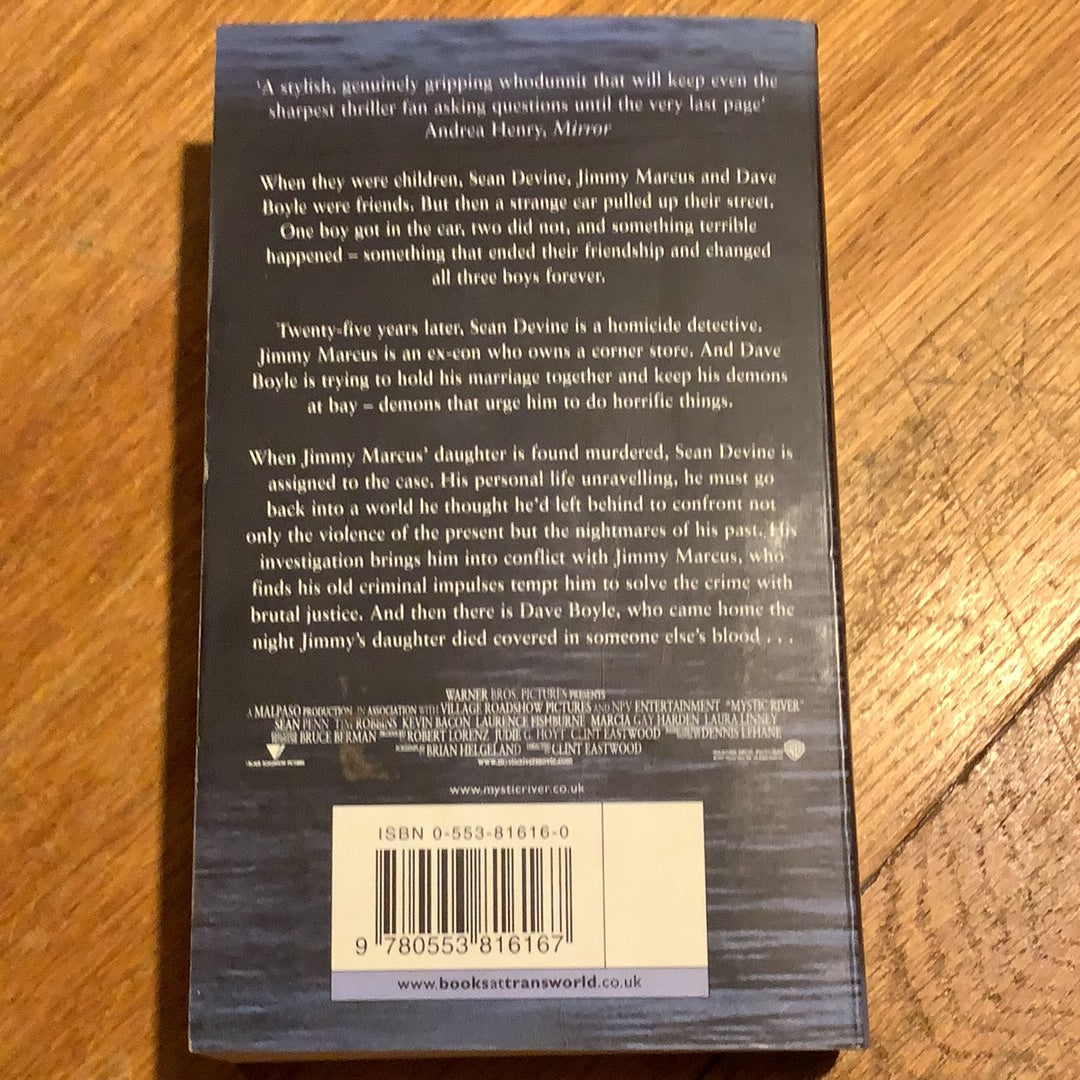 'A stylish, genuinely gripping whodunnit that will keep even the
sharpest thriller fan asking questions until the very last page'
Andrea Henry, Mirror
When they were children, Sean Devine, Jimmy Marcus and Dave
Boyle were friends. But then a strange car pulled up their street.
One boy got in the car, two did not, and something terrible
happened – something that ended their friendship and changed
all three boys forever.
Twenty-five years later, Sean Devine is a homicide detective.
Jimmy Marcus is an ex-con who owns a corner store. And Dave
Boyle is trying to hold his marriage together and keep his demons
at bay – demons that urge him to do horrific things.
When Jimmy Marcus' daughter is found murdered, Sean Devine is
assigned to the case. His personal life unravelling, he must go
back into a world he thought he'd left behind to confront not
only the violence of the present but the nightmares of his past. His
investigation brings him into conflict with Jimmy Marcus, who
finds his old criminal impulses tempt him to solve the crime with
brutal justice. And then there is Dave Boyle, who came home the
night Jimmy's daughter died covered in someone else's blood . . .
WARNER BROS. PICTURES PRESENTS
A MALPASO PRODUCTION IN ASSOCIATION WITH VILLAGE ROADSHOW PICTURES AND NPV ENTERTAINMENT "MYSTIC RIVER"
SEAN PENN TIM ROBBINS KEVIN BACON LAURENCE FISHBURNE MARCIA GAY HARDEN LAURA LINNEY
BRUCE BERMAN ROBERT LORENZ JUDIE G. HOYT CLINT EASTWOOD DENNIS LEHANE
BRIAN HELGELAND CLINT EASTWOOD
www.mysticrivermovie.com
www.mysticriver.co.uk
ISBN 0-553-81616-0
9 780553 816167
www.booksattransworld.co.uk